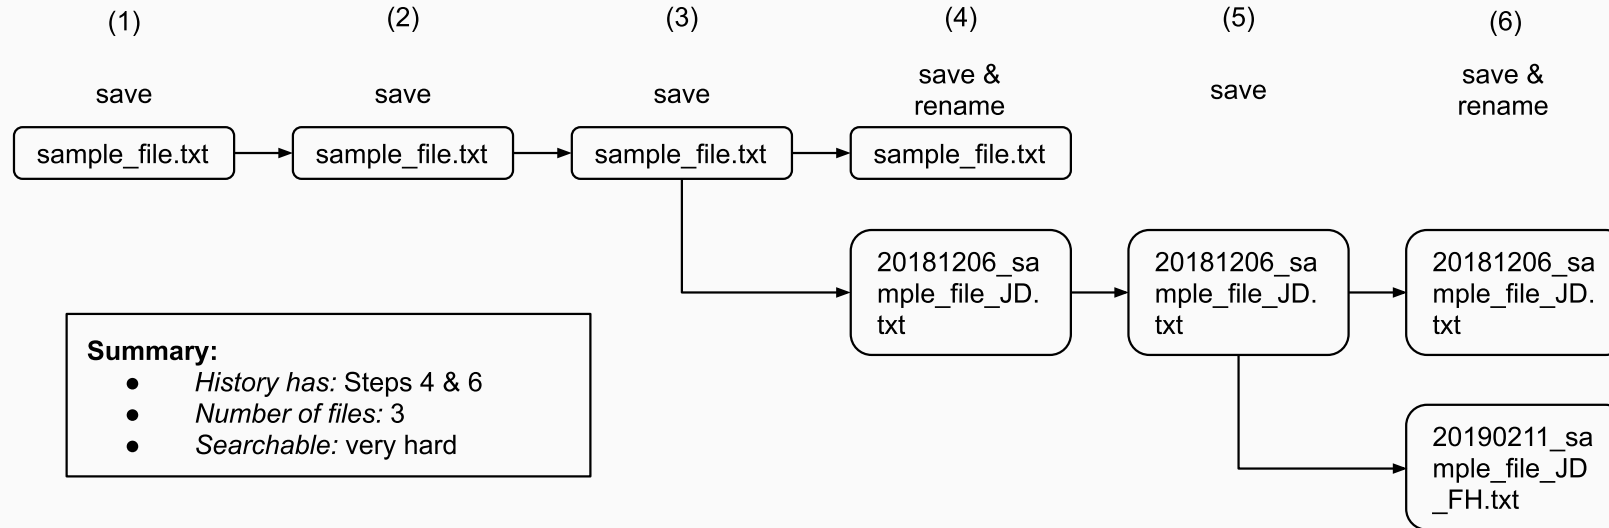 (1)
(2)
(3)
(4)
(5)
(6)
save
save
save
save &
rename
save
save &
rename
sample_file.txt
sample_file.txt
sample_file.txt
sample_file.txt
20181206_sa
mple_file_JD.
txt
20181206_sa
mple_file_JD.
txt
20181206_sa
mple_file_JD.
txt
Summary:
● History has: Steps 4 & 6
● Number of files: 3
● Searchable: very hard
20190211_sa
mple_file_JD
_FH.txt